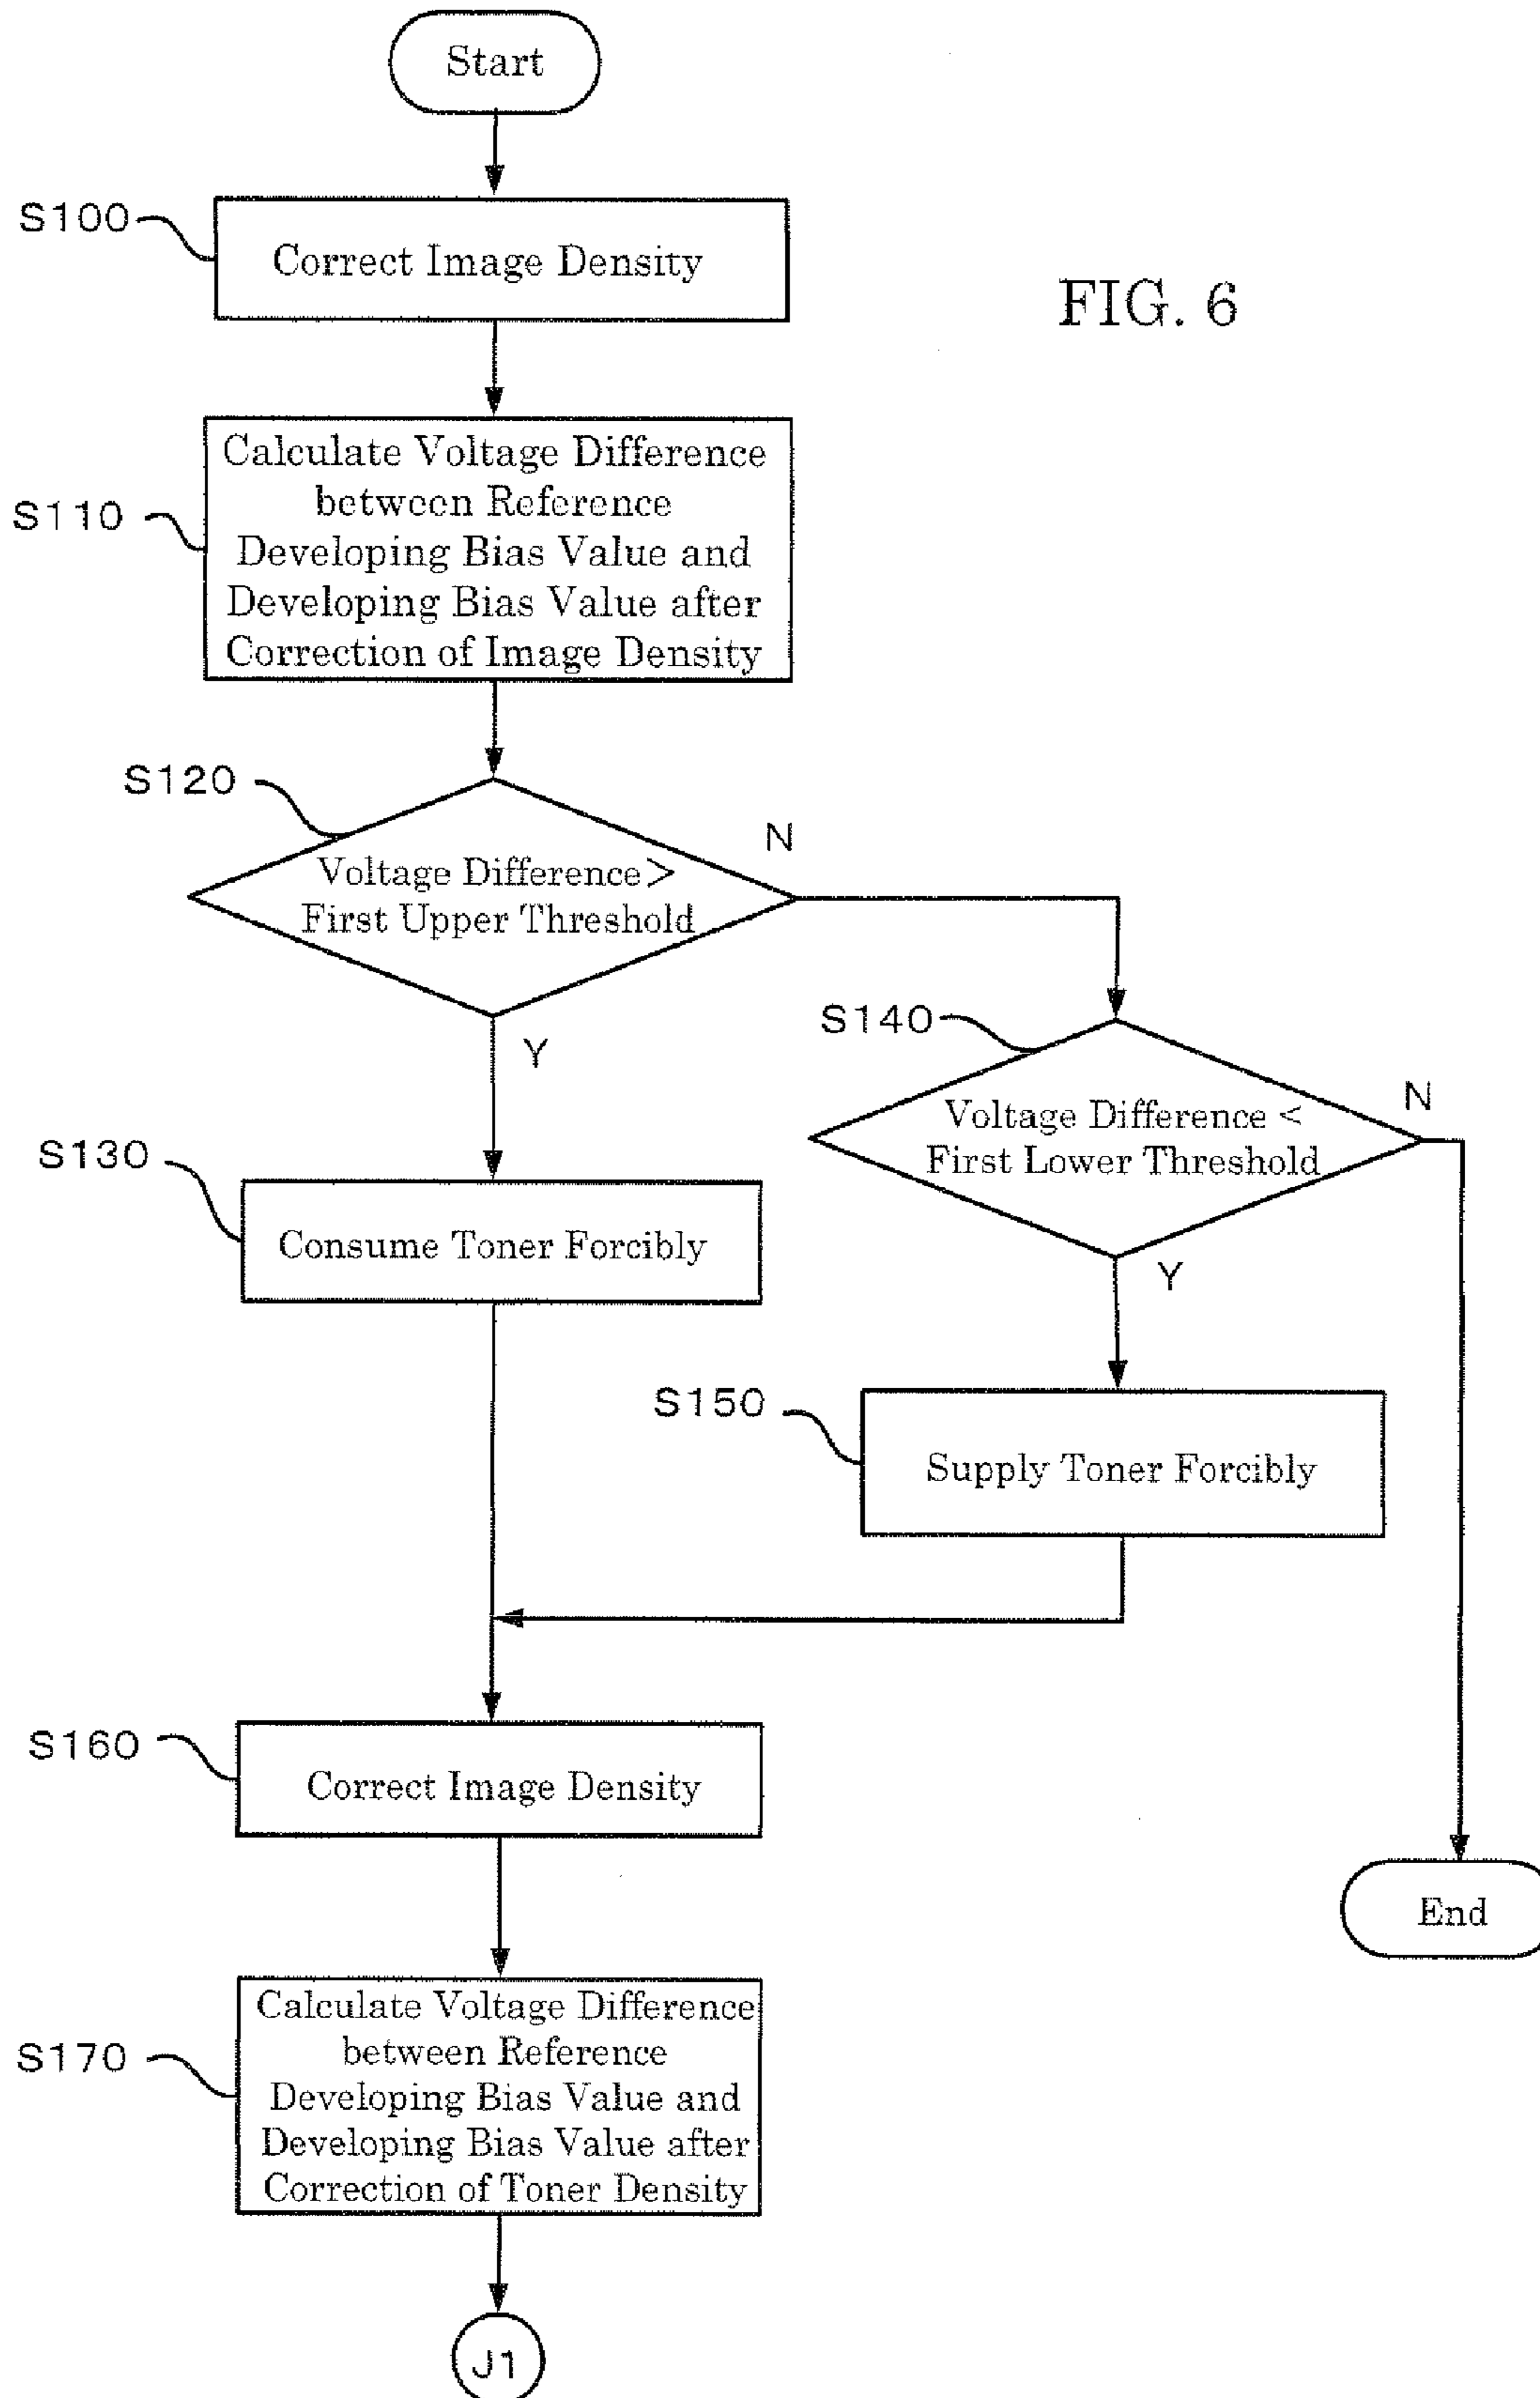 Start
S100
Correct Image Density
FIG. 6
S110
Calculate Voltage Difference
between Reference
Developing Bias Value and
Developing Bias Value after
Correction of Image Density
S120
Voltage Difference >
First Upper Threshold
N
Y
S140
Voltage Difference <
First Lower Threshold
N
Y
S130
Consume Toner Forcibly
S150
Supply Toner Forcibly
S160
Correct Image Density
End
S170
Calculate Voltage Difference
between Reference
Developing Bias Value and
Developing Bias Value after
Correction of Toner Density
J1